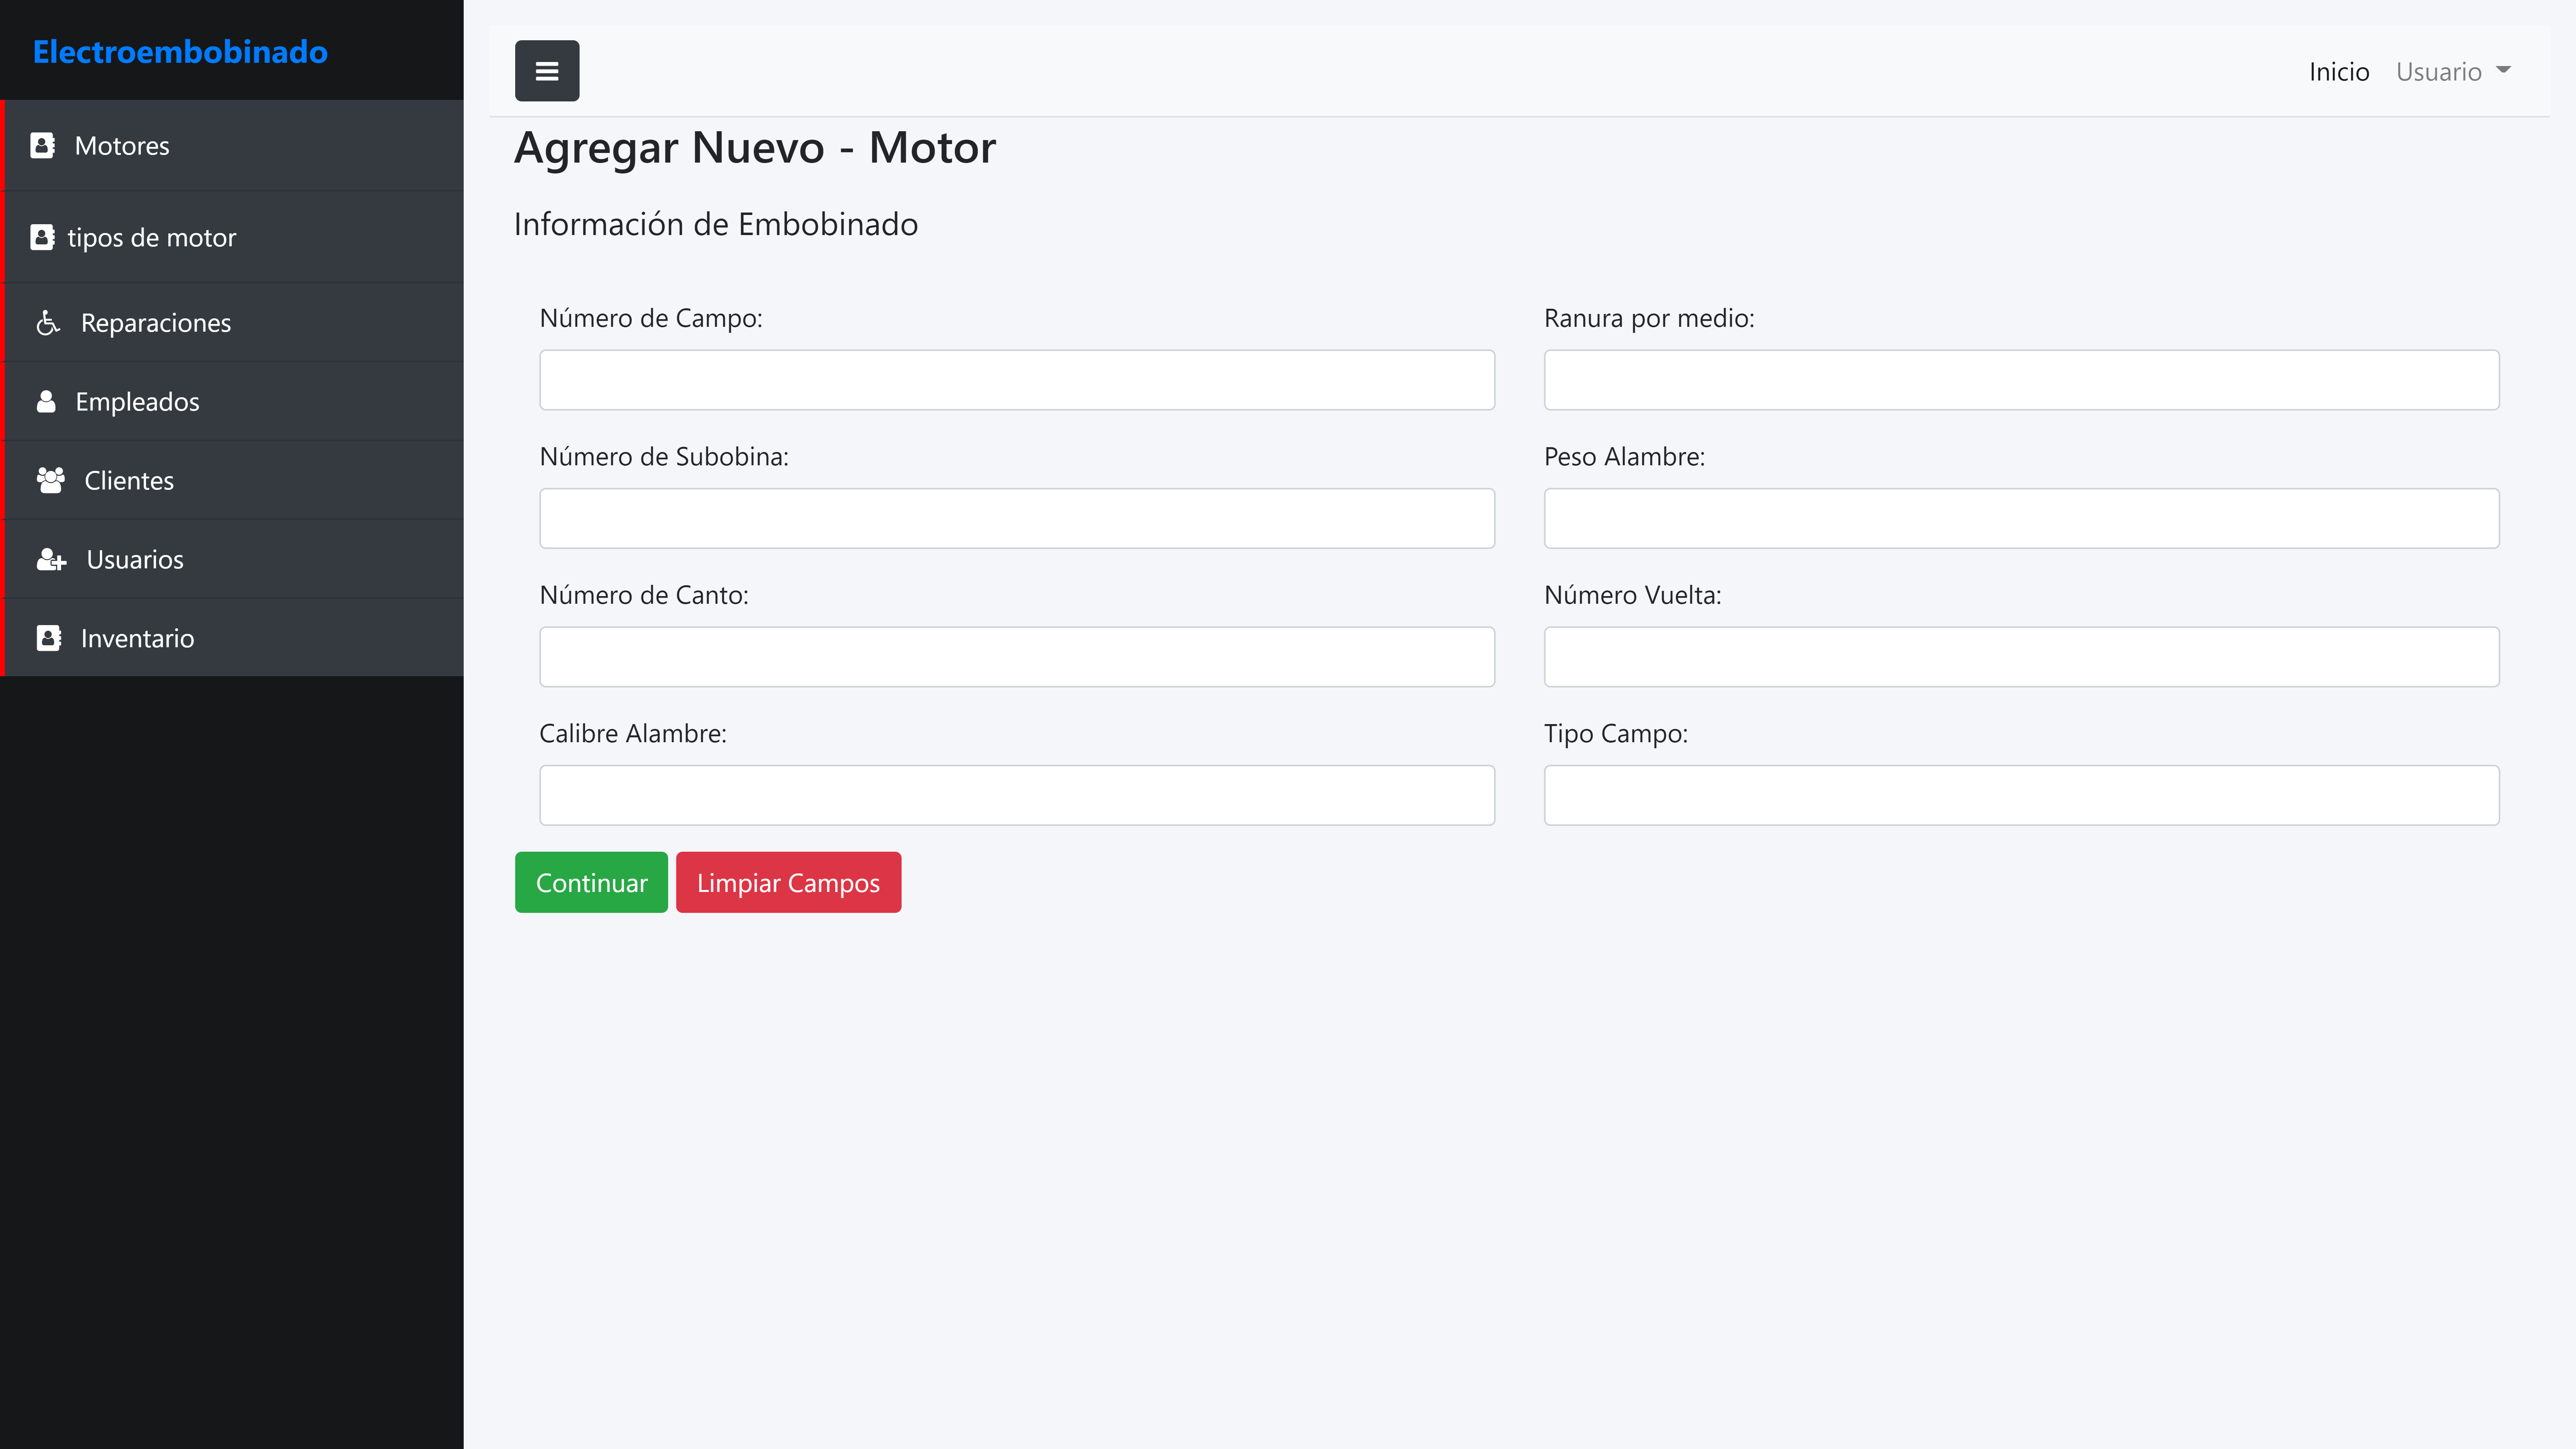 Electroembobinado
Motores
tipos de motor
Reparaciones
Empleados
Clientes
Usuarios
Inventario
Inicio Usuario
Agregar Nuevo - Motor
Información de Embobinado
Número de Campo: Ranura por medio:
Número de Subobina: Peso Alambre:
Número de Canto: Número Vuelta:
Calibre Alambre: Tipo Campo:
Continuar Limpiar Campos